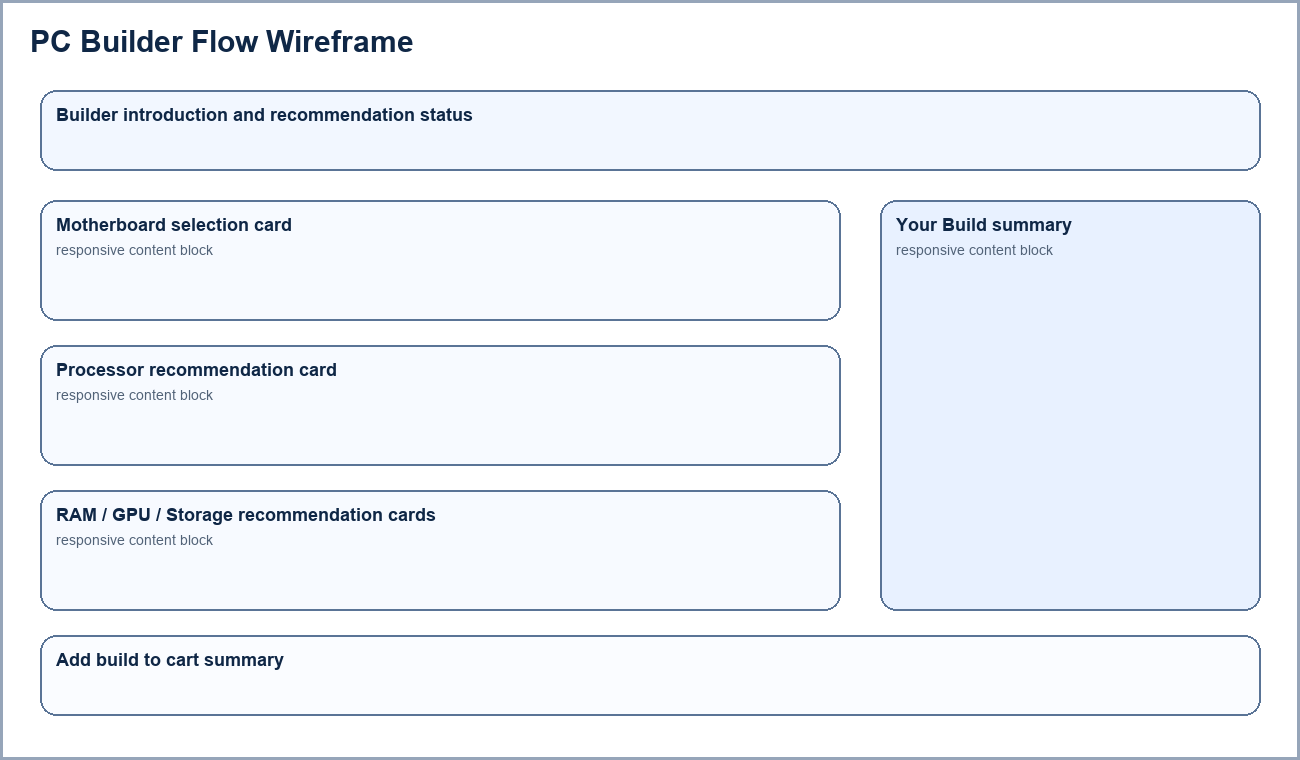 PC Builder Flow Wireframe
Builder introduction and recommendation status
Motherboard selection card
responsive content block
Your Build summary
responsive content block
Processor recommendation card
responsive content block
RAM / GPU / Storage recommendation cards
responsive content block
Add build to cart summary